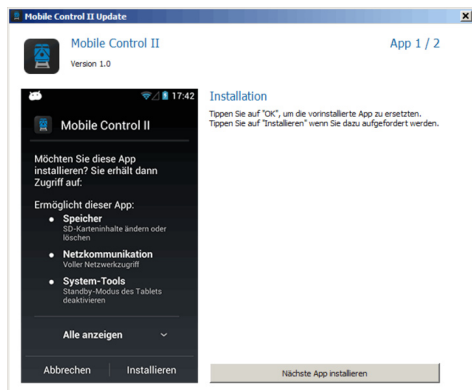 Mobile Control II Update
Mobile Control II
App 1 / 2
Version 1.0
17:42
Mobile Control II
Möchten Sie diese App
installieren? Sie erhält dann
Zugriff auf:
Ermöglicht dieser App:
Speicher
SD-Karteninhalte ändern oder
löschen
Netzkommunikation
Voller Netzwerkzugriff
System-Tools
Standby-Modus des Tablets
deaktivieren
Alle anzeigen
Abbrechen
Installieren
Installation
Tippen Sie auf "OK", um die vorinstallierte App zu ersetzen.
Tippen Sie auf "Installieren" wenn Sie dazu aufgefordert werden.
Nächste App installieren